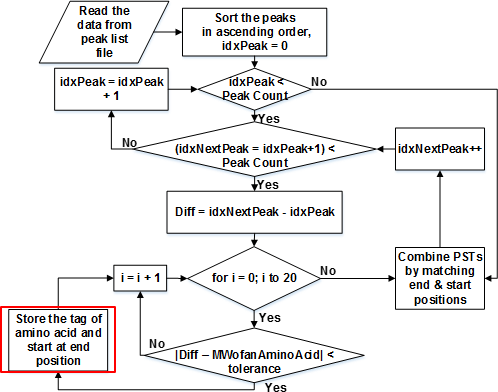 Read the
data from
peak list
file
Sort the peaks
in ascending order,
idxPeak = 0
idxPeak = idxPeak
+ 1
idxPeak <
Peak Count
No
Yes
(idxNextPeak = idxPeak+1) <
Peak Count
No
idxNextPeak++
Yes
Diff = idxNextPeak - idxPeak
i = i + 1
for i = 0; i to 20
No
Combine PSTs
by matching
end & start
positions
Store the tag of
amino acid and
start at end
position
Yes
No
|Diff – MWofanAminoAcid| <
tolerance
Yes